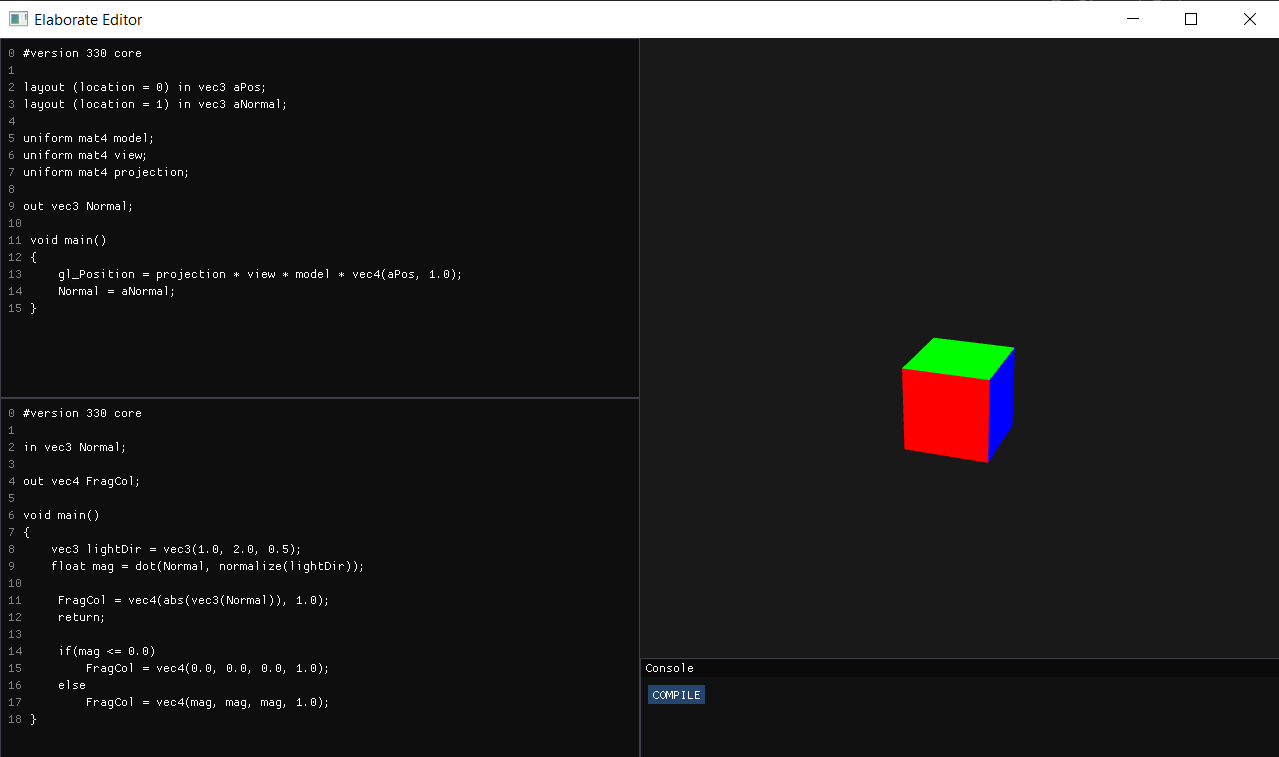 Elaborate Editor
0 #version 330 core
1
2 layout (location = 0) in vec3 aPos;
3 layout (location = 1) in vec3 aNormal;
4
5 uniform mat4 model;
6 uniform mat4 view;
7 uniform mat4 projection;
8
9 out vec3 Normal;
10
11 void main()
12 {
13     gl_Position = projection * view * model * vec4(aPos, 1.0);
14     Normal = aNormal;
15 }
0 #version 330 core
1
2 in vec3 Normal;
3
4 out vec4 FragCol;
5
6 void main()
7 {
8     vec3 lightDir = vec3(1.0, 2.0, 0.5);
9     float mag = dot(Normal, normalize(lightDir));
10
11     FragCol = vec4(abs(vec3(Normal)), 1.0);
12     return;
13
14     if(mag <= 0.0)
15         FragCol = vec4(0.0, 0.0, 0.0, 1.0);
16     else
17         FragCol = vec4(mag, mag, mag, 1.0);
18 }
Console
COMPILE